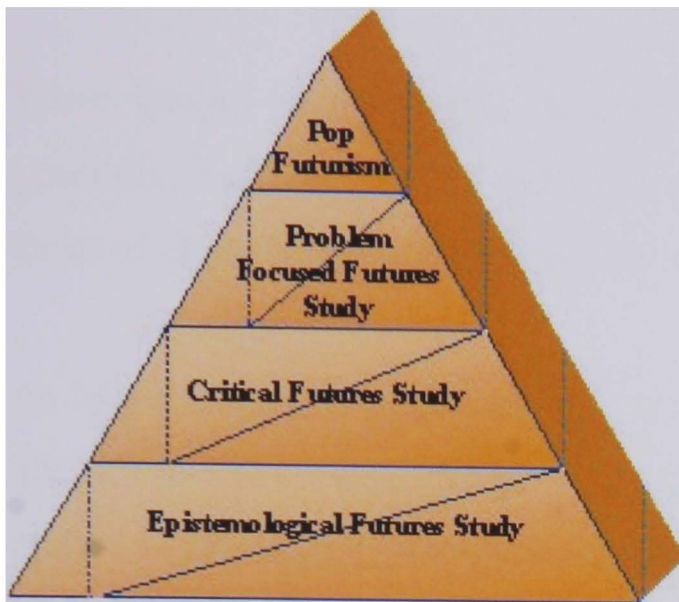 Pop
Futurism
Problem
Focused Futures
Study
Critical Futures Study
Epistemological-Futures Study